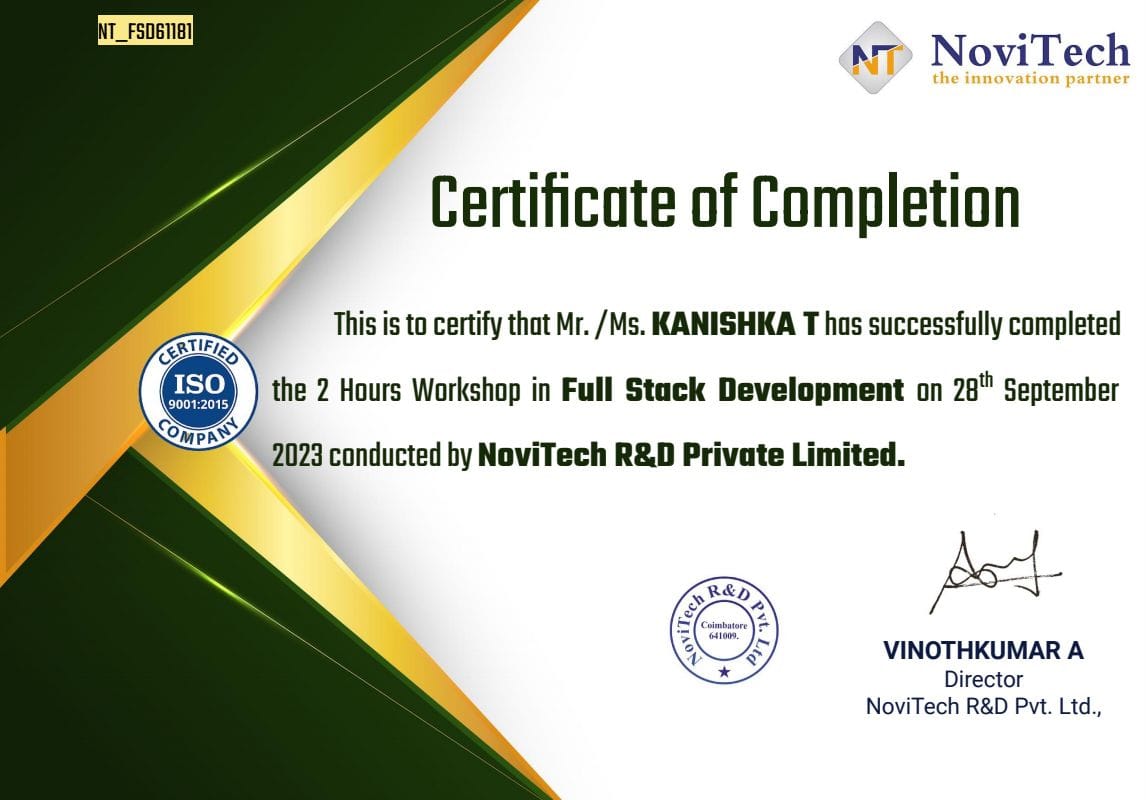 NT_FSD61181
NT
NoviTech
the innovation partner
Certificate of Completion
This is to certify that Mr. /Ms. KANISHKA T has successfully completed
the 2 Hours Workshop in Full Stack Development on 28th September
2023 conducted by NoviTech R&D Private Limited.
CERTIFIED
ISO
9001:2015
COMPANY
NoviTech R&D Pvt. Ltd
Coimbatore
641009.
VINOTHKUMAR A
Director
NoviTech R&D Pvt. Ltd.,